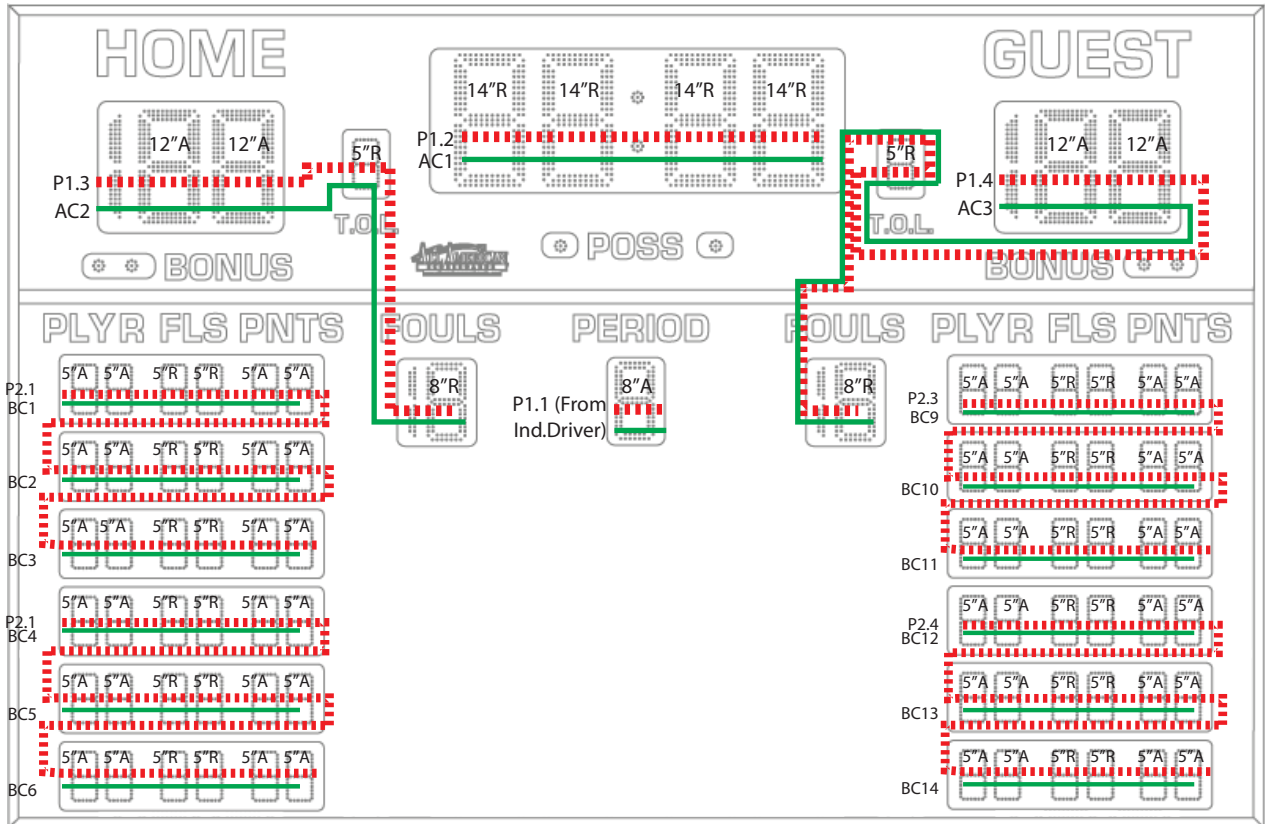 HOME
GUEST
14"R 14"R 14"R 14"R
12"A 12"A
5"R
P1.2
AC1
5"R
12"A 12"A
P1.3
AC2
P1.4
AC3
T.O.L.
T.O.L.
BONUS
ALL AMERICAN
POSS
BONUS
PLYR FLS PNTS
FOULS
PERIOD
FOULS
PLYR FLS PNTS
5"A 5"A 5"R 5"R 5"A 5"A
P2.1
BC1
8"R
8"A
P1.1 (From
Ind.Driver)
8"R
5"A 5"A 5"R 5"R 5"A 5"A
P2.3
BC9
5"A 5"A 5"R 5"R 5"A 5"A
BC2
5"A 5"A 5"R 5"R 5"A 5"A
BC10
5"A 5"A 5"R 5"R 5"A 5"A
BC3
5"A 5"A 5"R 5"R 5"A 5"A
BC11
5"A 5"A 5"R 5"R 5"A 5"A
P2.1
BC4
5"A 5"A 5"R 5"R 5"A 5"A
P2.4
BC12
5"A 5"A 5"R 5"R 5"A 5"A
BC5
5"A 5"A 5"R 5"R 5"A 5"A
BC13
5"A 5"A 5"R 5"R 5"A 5"A
BC6
5"A 5"A 5"R 5"R 5"A 5"A
BC14